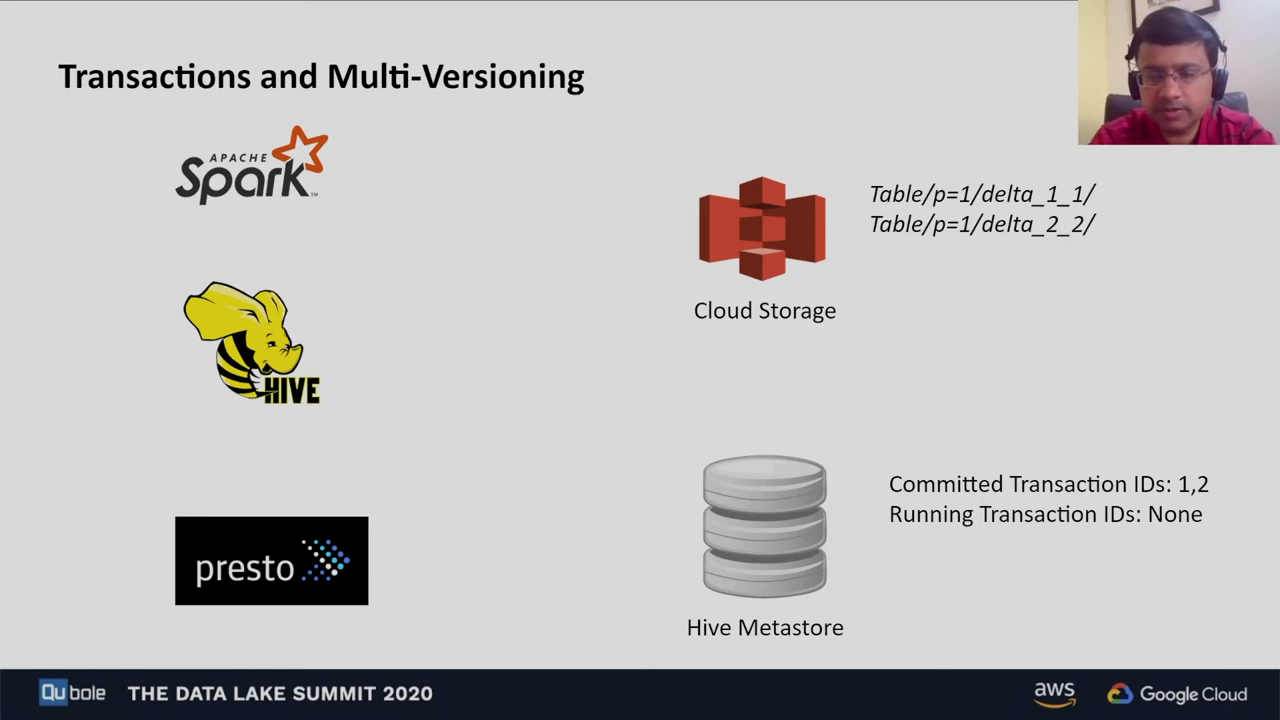 Transactions and Multi-Versioning
APACHE
Spark™
HIVE
presto
Table/p=1/delta_1_1/
Table/p=1/delta_2_2/
Cloud Storage
Committed Transaction IDs: 1,2
Running Transaction IDs: None
Hive Metastore
Qubole THE DATA LAKE SUMMIT 2020 aws Google Cloud